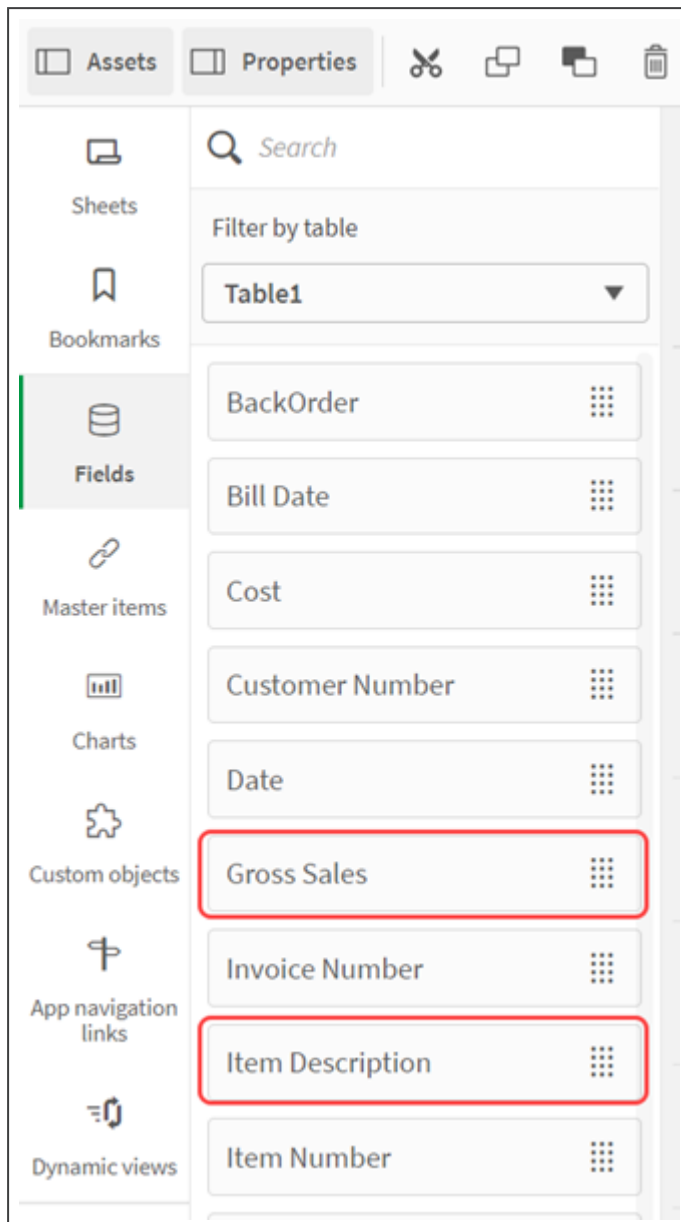 Assets Properties
Search
Sheets
Filter by table
Table1
Bookmarks
BackOrder
Bill Date
Fields
Cost
Master items
Customer Number
Charts
Date
Custom objects
Gross Sales
Invoice Number
App navigation
links
Item Description
Dynamic views
Item Number